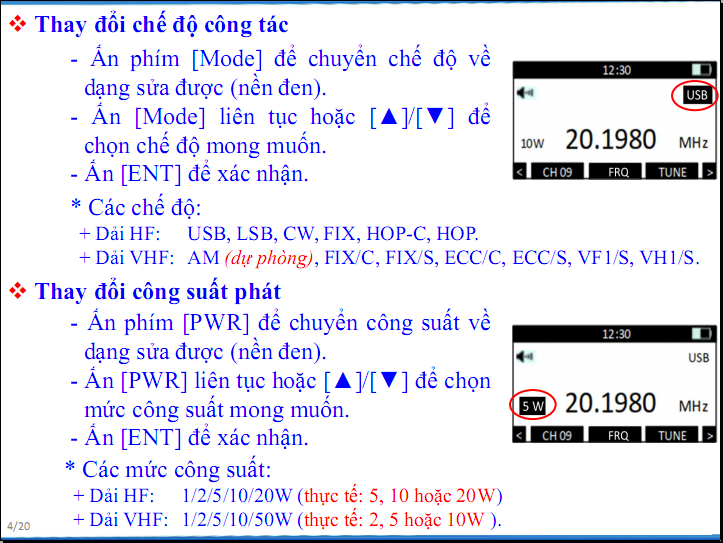 ❖ Thay đổi chế độ công tác
- Ấn phím [Mode] để chuyển chế độ về
dạng sửa được (nền đen).
- Ấn [Mode] liên tục hoặc [▲]/[▼] để
chọn chế độ mong muốn.
- Ấn [ENT] để xác nhận.
* Các chế độ:
+ Dải HF: USB, LSB, CW, FIX, HOP-C, HOP.
+ Dải VHF: AM (dự phòng), FIX/C, FIX/S, ECC/C, ECC/S, VF1/S, VH1/S.
12:30
USB
10W 20.1980 MHz
< CH 09 FRQ TUNE >
❖ Thay đổi công suất phát
- Ấn phím [PWR] để chuyển công suất về
dạng sửa được (nền đen).
- Ấn [PWR] liên tục hoặc [▲]/[▼] để chọn
mức công suất mong muốn.
- Ấn [ENT] để xác nhận.
* Các mức công suất:
+ Dải HF: 1/2/5/10/20W (thực tế: 5, 10 hoặc 20W)
+ Dải VHF: 1/2/5/10/50W (thực tế: 2, 5 hoặc 10W ).
12:30
USB
5 W 20.1980 MHz
< CH 09 FRQ TUNE >
4/20